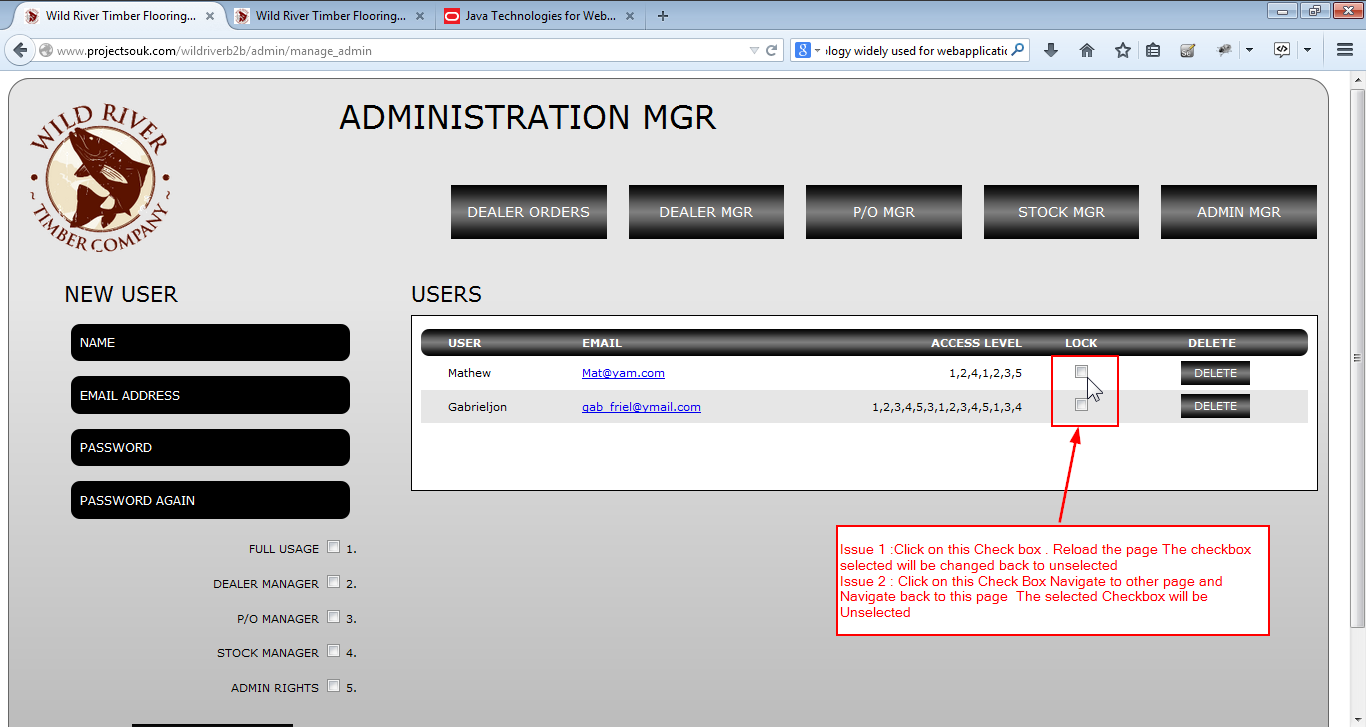 Wild River Timber Flooring...
Wild River Timber Flooring...
Java Technologies for Web...
www.projectsouk.com/wildriverb2b/admin/manage_admin
ology widely used for webapplicatio
WILD RIVER
~ TIMBER COMPANY ~
ADMINISTRATION MGR
DEALER ORDERS
DEALER MGR
P/O MGR
STOCK MGR
ADMIN MGR
NEW USER
NAME
EMAIL ADDRESS
PASSWORD
PASSWORD AGAIN
FULL USAGE 1.
DEALER MANAGER 2.
P/O MANAGER 3.
STOCK MANAGER 4.
ADMIN RIGHTS 5.
USERS
USER EMAIL ACCESS LEVEL LOCK DELETE
Mathew Mat@yam.com 1,2,4,1,2,3,5 DELETE
Gabrieljon gab_friel@ymail.com 1,2,3,4,5,3,1,2,3,4,5,1,3,4 DELETE
Issue 1 :Click on this Check box . Reload the page The checkbox
selected will be changed back to unselected
Issue 2 : Click on this Check Box Navigate to other page and
Navigate back to this page The selected Checkbox will be
Unselected